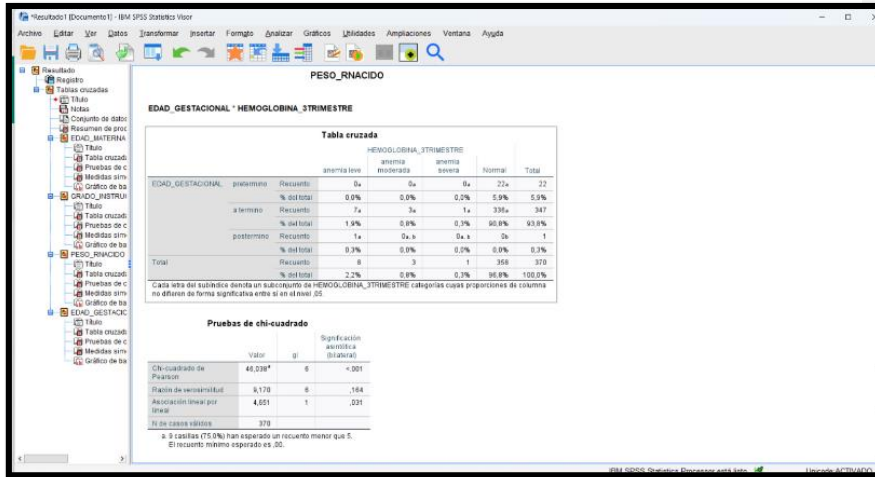 *Resultado1 [Documento1] - IBM SPSS Statistics Visor
Archivo Editar Ver Datos Transformar Insertar Formato Analizar Gráficos Utilidades Ampliaciones Ventana Ayuda
Resultado
Registro
Tablas cruzadas
Título
Notas
Conjunto de datos
Resumen de proc
EDAD_MATERNA
Título
Tabla cruzada
Pruebas de c
Medidas sim
Gráfico de ba
GRADO_INSTRUI
Título
Tabla cruzad
Pruebas de c
Medidas sim
Gráfico de ba
PESO_RNACIDO
Título
Tabla cruzad
Pruebas de c
Medidas sim
Gráfico de ba
EDAD_GESTACIC
Título
Tabla cruzad
Pruebas de c
Medidas sim
Gráfico de ba
PESO_RNACIDO
EDAD_GESTACIONAL * HEMOGLOBINA_3TRIMESTRE
Tabla cruzada
HEMOGLOBINA_3TRIMESTRE
anemia leve anemia moderada anemia severa Normal Total
EDAD_GESTACIONAL pretermino Recuento 0a 0a 0a 22a 22
% del total 0,0% 0,0% 0,0% 5,9% 5,9%
a termino Recuento 7a 3a 1a 336a 347
% del total 1,9% 0,8% 0,3% 90,8% 93,8%
postermino Recuento 1a 0a, b 0a, b 0b 1
% del total 0,3% 0,0% 0,0% 0,0% 0,3%
Total Recuento 8 3 1 358 370
% del total 2,2% 0,8% 0,3% 96,8% 100,0%
Cada letra del subíndice denota un subconjunto de HEMOGLOBINA_3TRIMESTRE categorías cuyas proporciones de columna
no difieren de forma significativa entre sí en el nivel ,05.
Pruebas de chi-cuadrado
Valor gl Significación asintótica (bilateral)
Chi-cuadrado de Pearson 46,038a 6 <,001
Razón de verosimilitud 9,170 6 ,164
Asociación lineal por lineal 4,651 1 ,031
N de casos válidos 370
a. 9 casillas (75,0%) han esperado un recuento menor que 5.
El recuento mínimo esperado es ,00.
IBM SPSS Statistics Processor está listo Unicode:ACTIVADO